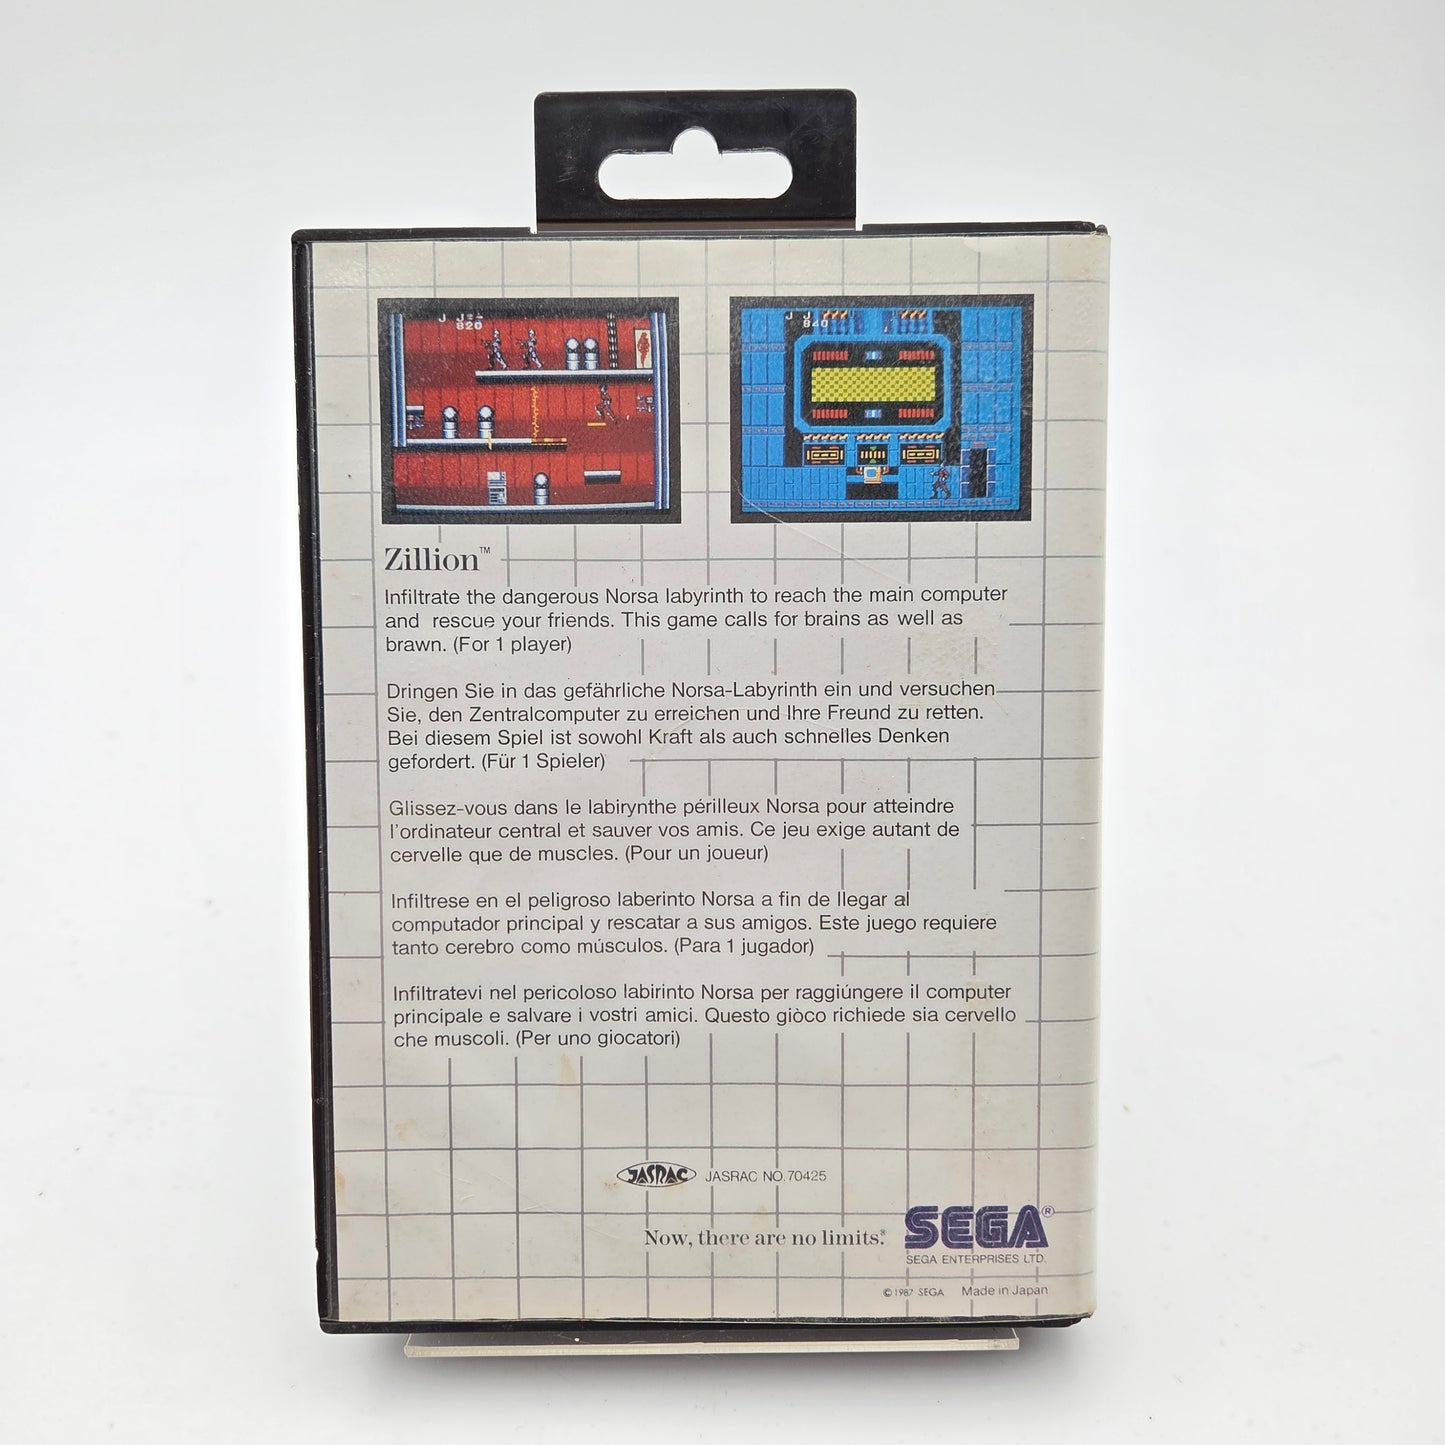 J J
820
J J
840
Zillion™
Infiltrate the dangerous Norsa labyrinth to reach the main computer
and rescue your friends. This game calls for brains as well as
brawn. (For 1 player)
Dringen Sie in das gefährliche Norsa-Labyrinth ein und versuchen
Sie, den Zentralcomputer zu erreichen und Ihre Freund zu retten.
Bei diesem Spiel ist sowohl Kraft als auch schnelles Denken
gefordert. (Für 1 Spieler)
Glissez-vous dans le labirynthe périlleux Norsa pour atteindre
l'ordinateur central et sauver vos amis. Ce jeu exige autant de
cervelle que de muscles. (Pour un joueur)
Infiltrese en el peligroso laberinto Norsa a fin de llegar al
computador principal y rescatar a sus amigos. Este juego requiere
tanto cerebro como músculos. (Para 1 jugador)
Infiltratevi nel pericoloso labirinto Norsa per raggiúngere il computer
principale e salvare i vostri amici. Questo giòco richiede sia cervello
che muscoli. (Per uno giocatori)
JASRAC JASRAC NO.70425
Now, there are no limits.®
SEGA®
SEGA ENTERPRISES LTD.
© 1987 SEGA Made in Japan